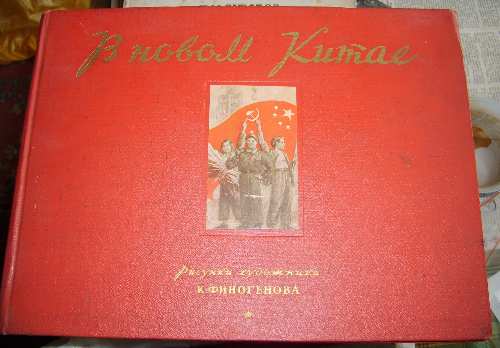 В новом Китае
Рисунки художника
К·ФИНОГЕНОВА